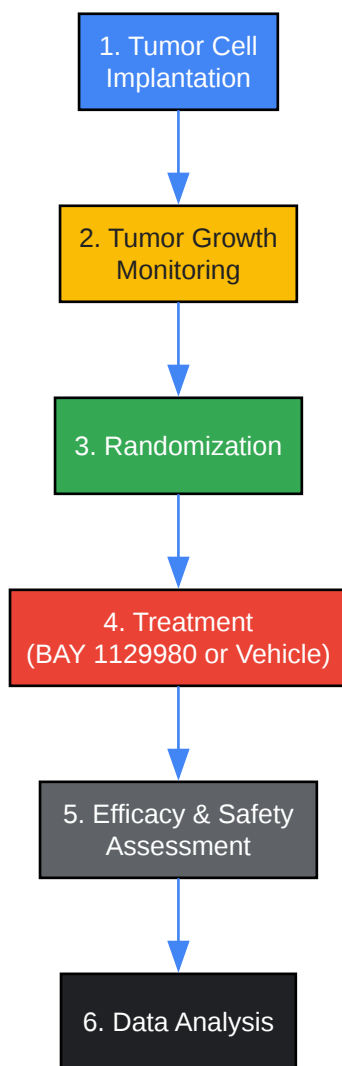 1. Tumor Cell
Implantation
2. Tumor Growth
Monitoring
3. Randomization
4. Treatment
(BAY 1129980 or Vehicle)
5. Efficacy & Safety
Assessment
6. Data Analysis